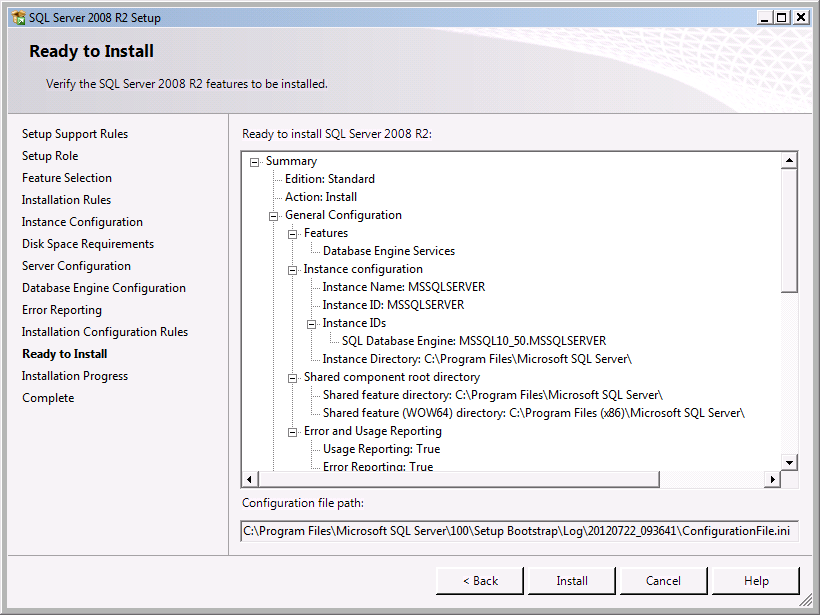 SQL Server 2008 R2 Setup
Ready to Install
Verify the SQL Server 2008 R2 features to be installed.
Setup Support Rules
Setup Role
Feature Selection
Installation Rules
Instance Configuration
Disk Space Requirements
Server Configuration
Database Engine Configuration
Error Reporting
Installation Configuration Rules
Ready to Install
Installation Progress
Complete
Ready to install SQL Server 2008 R2:
Summary
Edition: Standard
Action: Install
General Configuration
Features
Database Engine Services
Instance configuration
Instance Name: MSSQLSERVER
Instance ID: MSSQLSERVER
Instance IDs
SQL Database Engine: MSSQL10_50.MSSQLSERVER
Instance Directory: C:\Program Files\Microsoft SQL Server\
Shared component root directory
Shared feature directory: C:\Program Files\Microsoft SQL Server\
Shared feature (WOW64) directory: C:\Program Files (x86)\Microsoft SQL Server\
Error and Usage Reporting
Usage Reporting: True
Error Reporting: True
Configuration file path:
C:\Program Files\Microsoft SQL Server\100\Setup Bootstrap\Log\20120722_093641\ConfigurationFile.ini
< Back Install Cancel Help